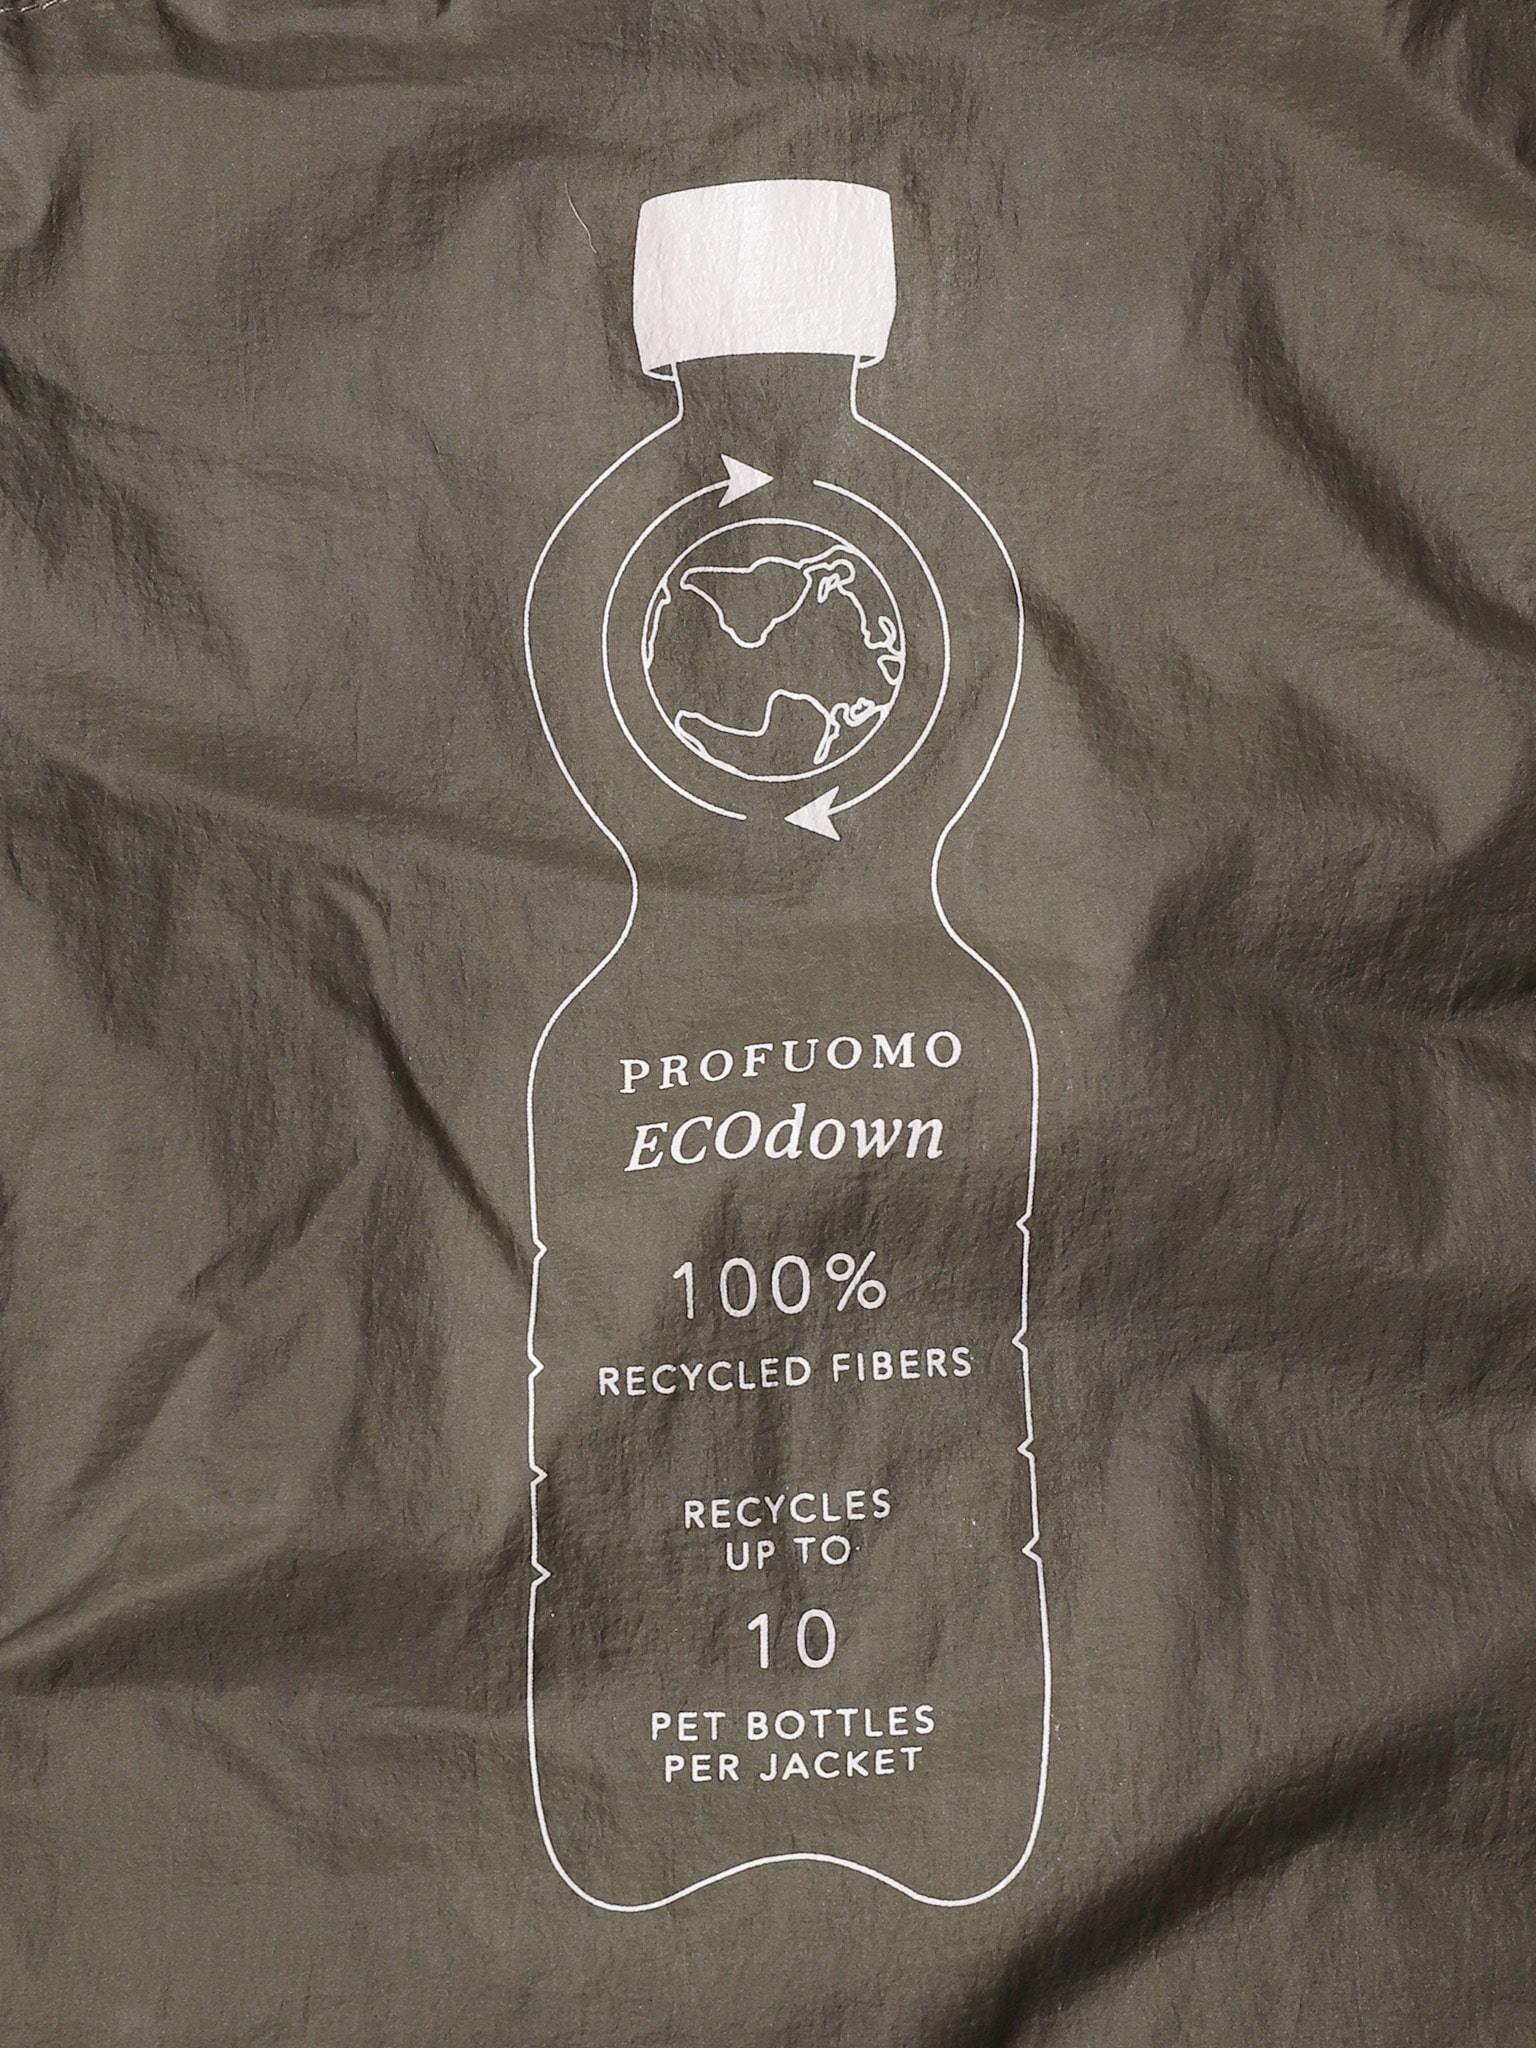 PROFUOMO
ECOdown
100%
RECYCLED FIBERS
RECYCLES
UP TO
10
PET BOTTLES
PER JACKET